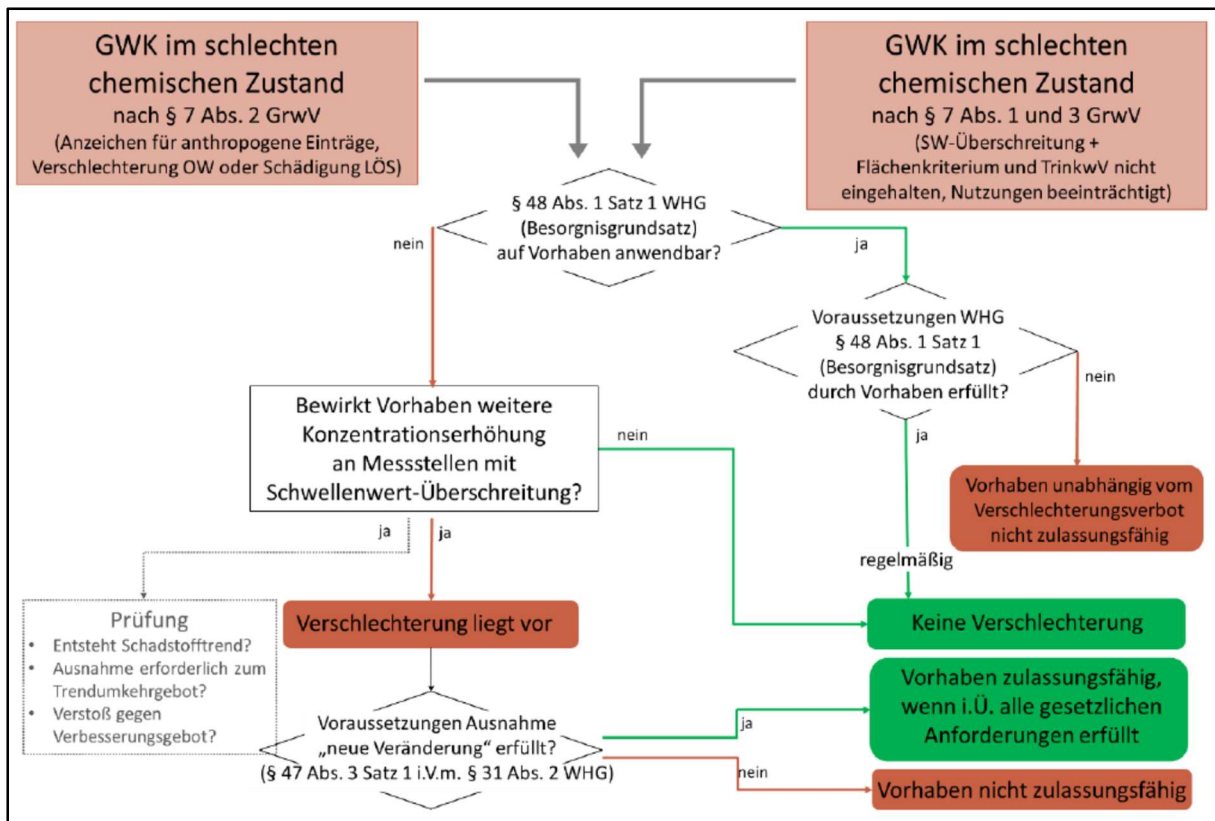 GWK im schlechten
chemischen Zustand
nach § 7 Abs. 2 GrwV
(Anzeichen für anthropogene Einträge,
Verschlechterung OW oder Schädigung LÖS)
GWK im schlechten
chemischen Zustand
nach § 7 Abs. 1 und 3 GrwV
(SW-Überschreitung +
Flächenkriterium und TrinkwV nicht
eingehalten, Nutzungen beeinträchtigt)
§ 48 Abs. 1 Satz 1 WHG
(Besorgnisgrundsatz)
auf Vorhaben anwendbar?
nein
ja
Voraussetzungen WHG
§ 48 Abs. 1 Satz 1
(Besorgnisgrundsatz)
durch Vorhaben erfüllt?
nein
ja
Bewirkt Vorhaben weitere
Konzentrationserhöhung
an Messstellen mit
Schwellenwert-Überschreitung?
nein
Vorhaben unabhängig vom
Verschlechterungsverbot
nicht zulassungsfähig
ja
ja
regelmäßig
Prüfung
• Entsteht Schadstofftrend?
• Ausnahme erforderlich zum
Trendumkehrgebot?
• Verstoß gegen
Verbesserungsgebot?
Verschlechterung liegt vor
Keine Verschlechterung
Voraussetzungen Ausnahme
„neue Veränderung“ erfüllt?
(§ 47 Abs. 3 Satz 1 i.V.m. § 31 Abs. 2 WHG)
ja
nein
Vorhaben zulassungsfähig,
wenn i.Ü. alle gesetzlichen
Anforderungen erfüllt
Vorhaben nicht zulassungsfähig